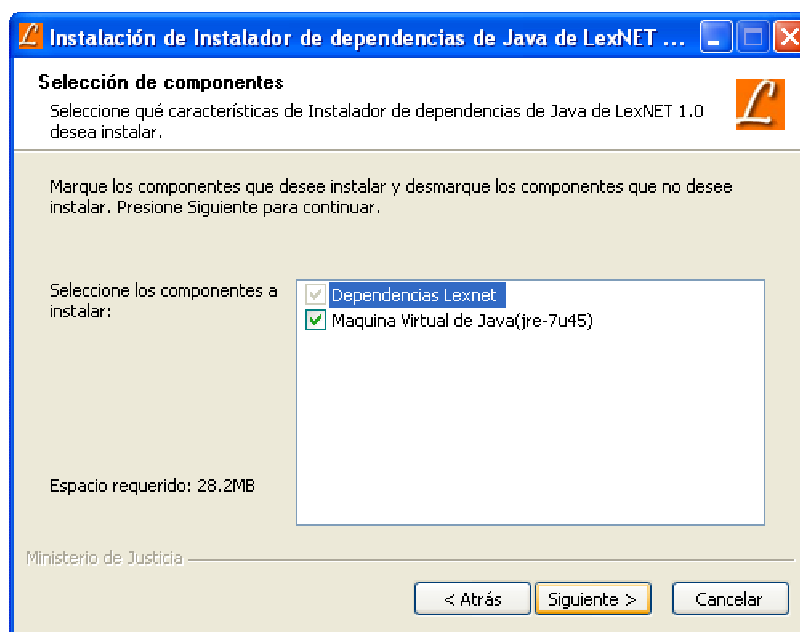 Instalación de Instalador de dependencias de Java de LexNET ...
Selección de componentes
Seleccione qué características de Instalador de dependencias de Java de LexNET 1.0
desea instalar.
Marque los componentes que desee instalar y desmarque los componentes que no desee
instalar. Presione Siguiente para continuar.
Seleccione los componentes a
instalar:
Dependencias Lexnet
Maquina Virtual de Java(jre-7u45)
Espacio requerido: 28.2MB
Ministerio de Justicia
< Atrás
Siguiente >
Cancelar